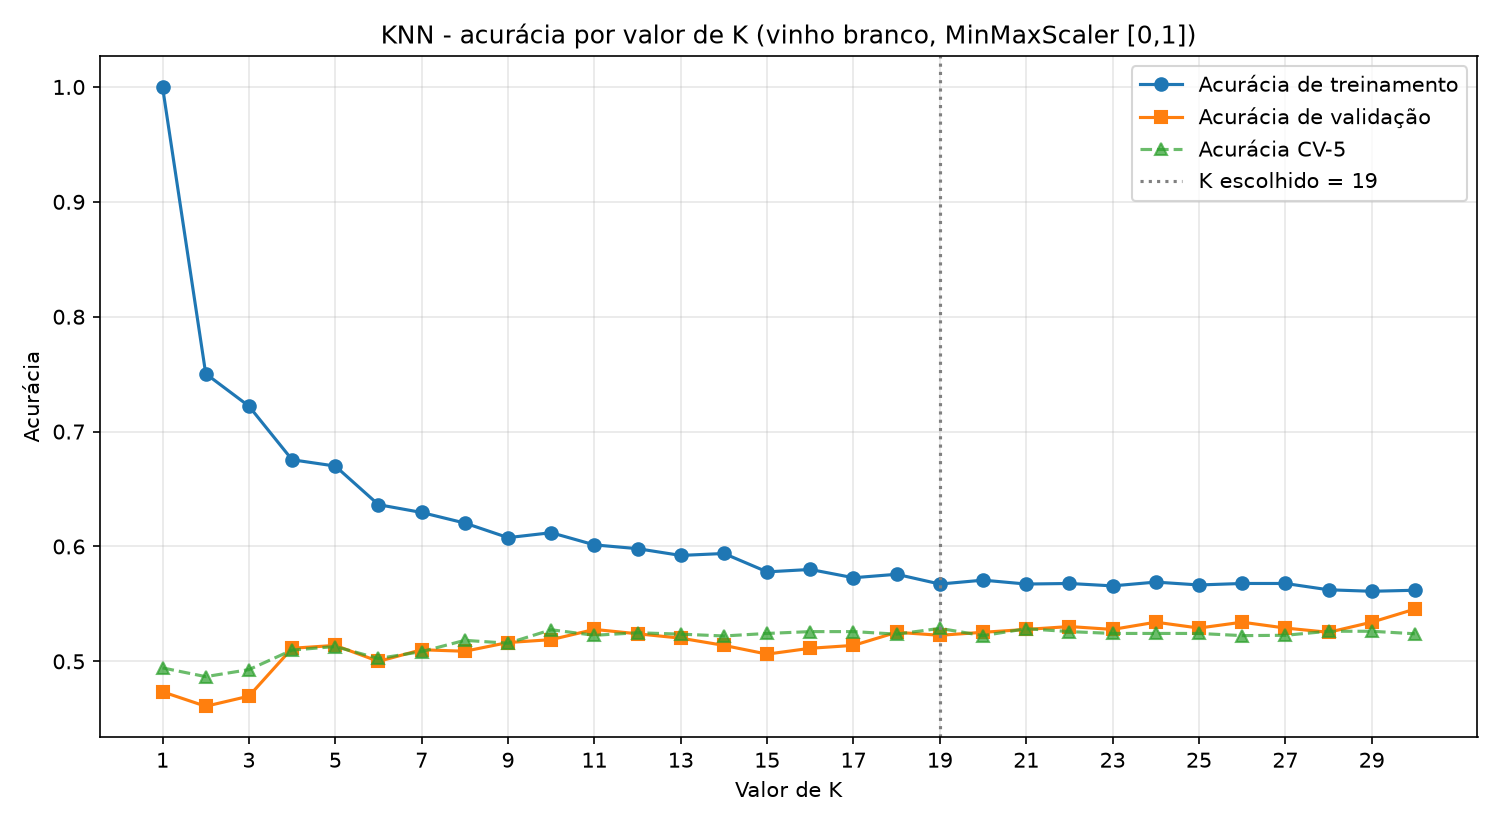 KNN - acurácia por valor de K (vinho branco, MinMaxScaler [0,1])
Acurácia de treinamento
Acurácia de validação
Acurácia CV-5
K escolhido = 19
Acurácia
1.0
0.9
0.8
0.7
0.6
0.5
1 3 5 7 9 11 13 15 17 19 21 23 25 27 29
Valor de K